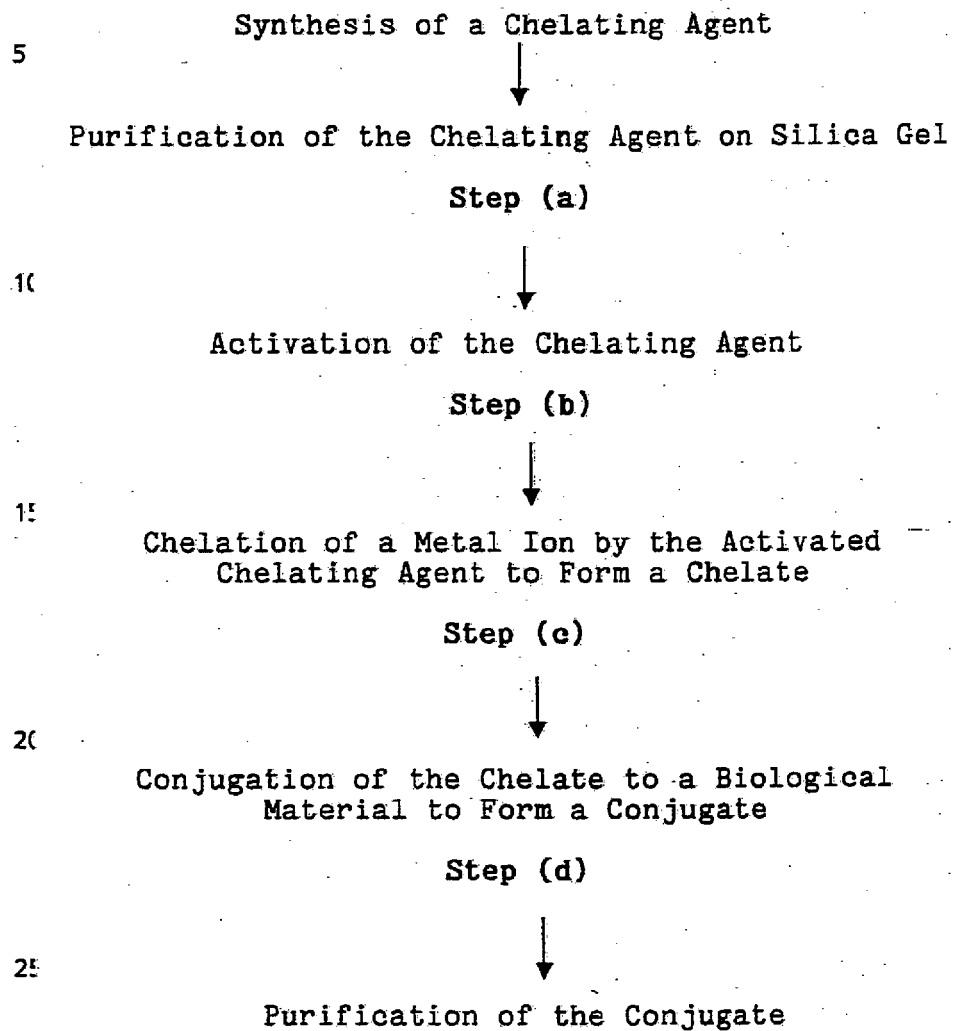 Synthesis of a Chelating Agent
5
Purification of the Chelating Agent on Silica Gel
Step (a)
Activation of the Chelating Agent
Step (b)
Chelation of a Metal Ion by the Activated
Chelating Agent to Form a Chelate
Step (c)
Conjugation of the Chelate to a Biological
Material to Form a Conjugate
Step (d)
Purification of the Conjugate